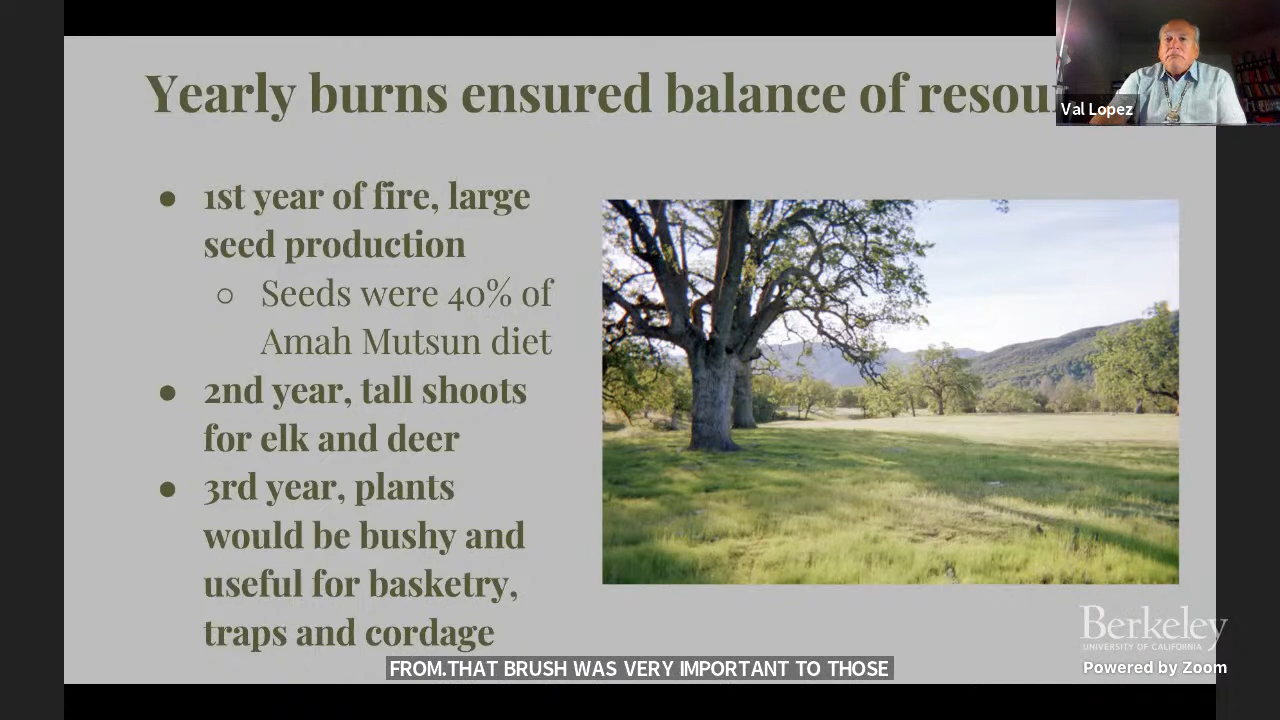 Yearly burns ensured balance of
Val Lopez
● 1st year of fire, large
seed production
○ Seeds were 40% of
Amah Mutsun diet
● 2nd year, tall shoots
for elk and deer
● 3rd year, plants
would be bushy and
useful for basketry,
traps and cordage
Berkeley
UNIVERSITY OF CALIFORNIA
FROM.THAT BRUSH WAS VERY IMPORTANT TO THOSE
Powered by Zoom